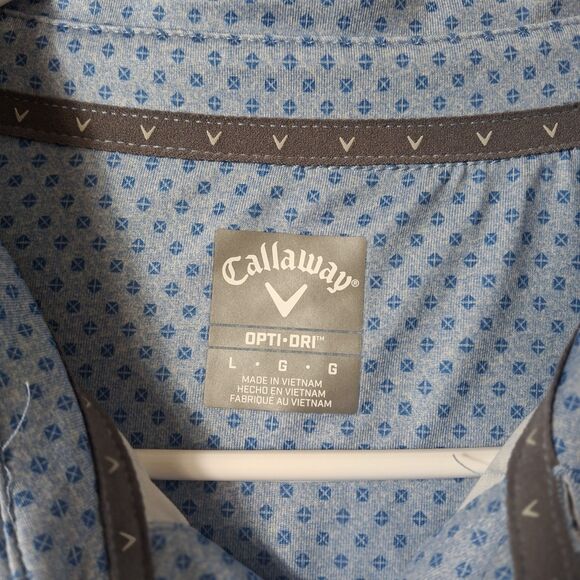 Callaway®
OPTI-DRI™
L • G • G
MADE IN VIETNAM
HECHO EN VIETNAM
FABRIQUÉ AU VIETNAM